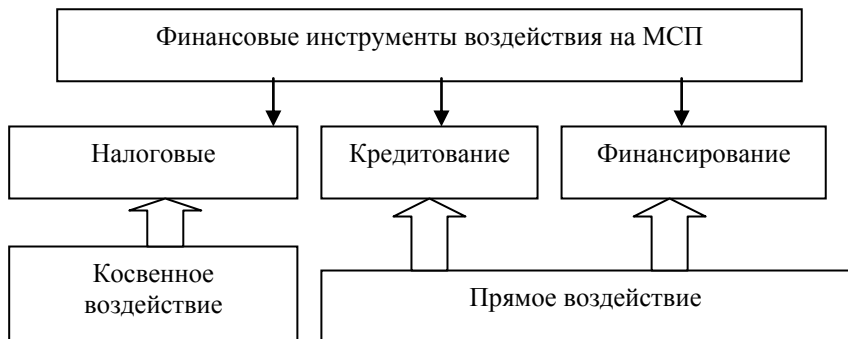 Финансовые инструменты воздействия на МСП
Налоговые
Кредитование
Финансирование
Косвенное
воздействие
Прямое воздействие